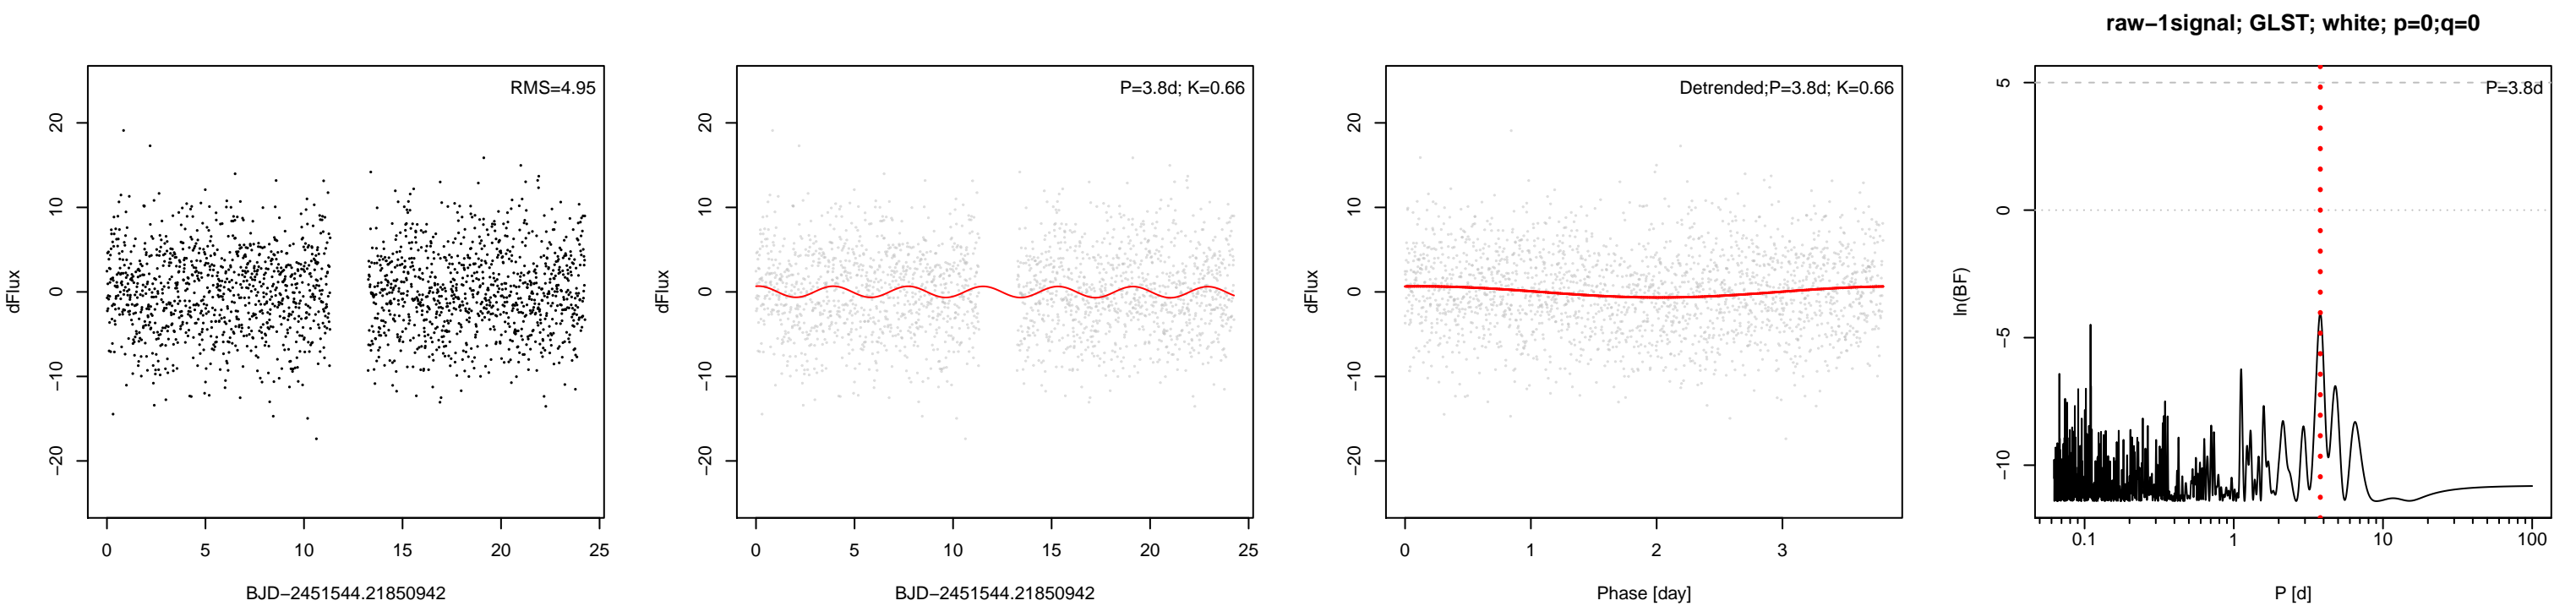 raw−1signal; GLST; white; p=0;q=0
RMS=4.95
dFlux
20
10
0
−10
−20
0 5 10 15 20 25
BJD−2451544.21850942
P=3.8d; K=0.66
dFlux
20
10
0
−10
−20
0 5 10 15 20 25
BJD−2451544.21850942
Detrended;P=3.8d; K=0.66
dFlux
20
10
0
−10
−20
0 1 2 3
Phase [day]
P=3.8d
ln(BF)
5
0
−5
−10
0.1 1 10 100
P [d]